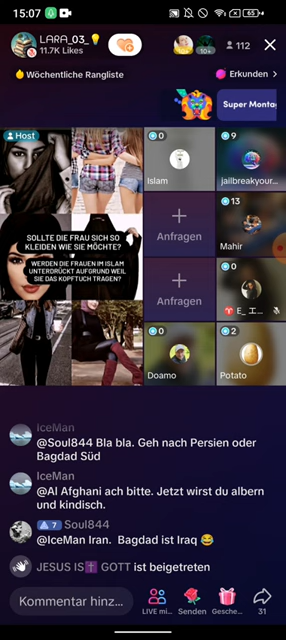 15:07
65
LARA_03_
11.7K Likes
10+
112
Wöchentliche Rangliste
Erkunden >
Super Monta
Host
SOLLTE DIE FRAU SICH SO
KLEIDEN WIE SIE MÖCHTE?
WERDEN DIE FRAUEN IM ISLAM
UNTERDRÜCKT AUFGRUND WEIL
SIE DAS KOPFTUCH TRAGEN?
0
Islam
9
jailbreakyour...
Anfragen
13
Mahir
Anfragen
0
0
Doamo
2
Potato
IceMan
@Soul844 Bla bla. Geh nach Persien oder
Bagdad Süd
IceMan
@Al Afghani ach bitte. Jetzt wirst du albern
und kindisch.
7 Soul844
@IceMan Iran. Bagdad ist Iraq 😂
JESUS IS✝️ GOTT ist beigetreten
Kommentar hinz...
LIVE mi...
Senden
Gesche...
31